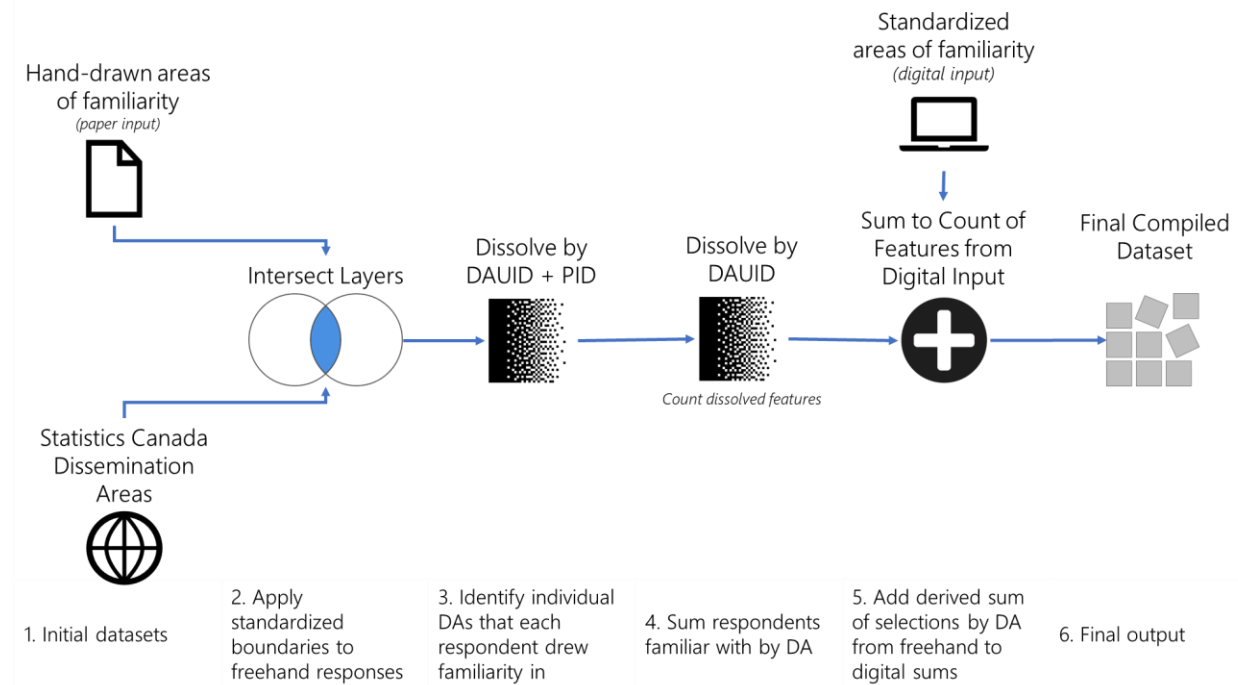 Hand-drawn areas
of familiarity
(paper input)
Standardized
areas of familiarity
(digital input)
Intersect Layers
Dissolve by
DAUID + PID
Dissolve by
DAUID
Count dissolved features
Sum to Count of
Features from
Digital Input
Final Compiled
Dataset
Statistics Canada
Dissemination
Areas
1. Initial datasets
2. Apply
standardized
boundaries to
freehand responses
3. Identify individual
DAs that each
respondent drew
familiarity in
4. Sum respondents
familiar with by DA
5. Add derived sum
of selections by DA
from freehand to
digital sums
6. Final output